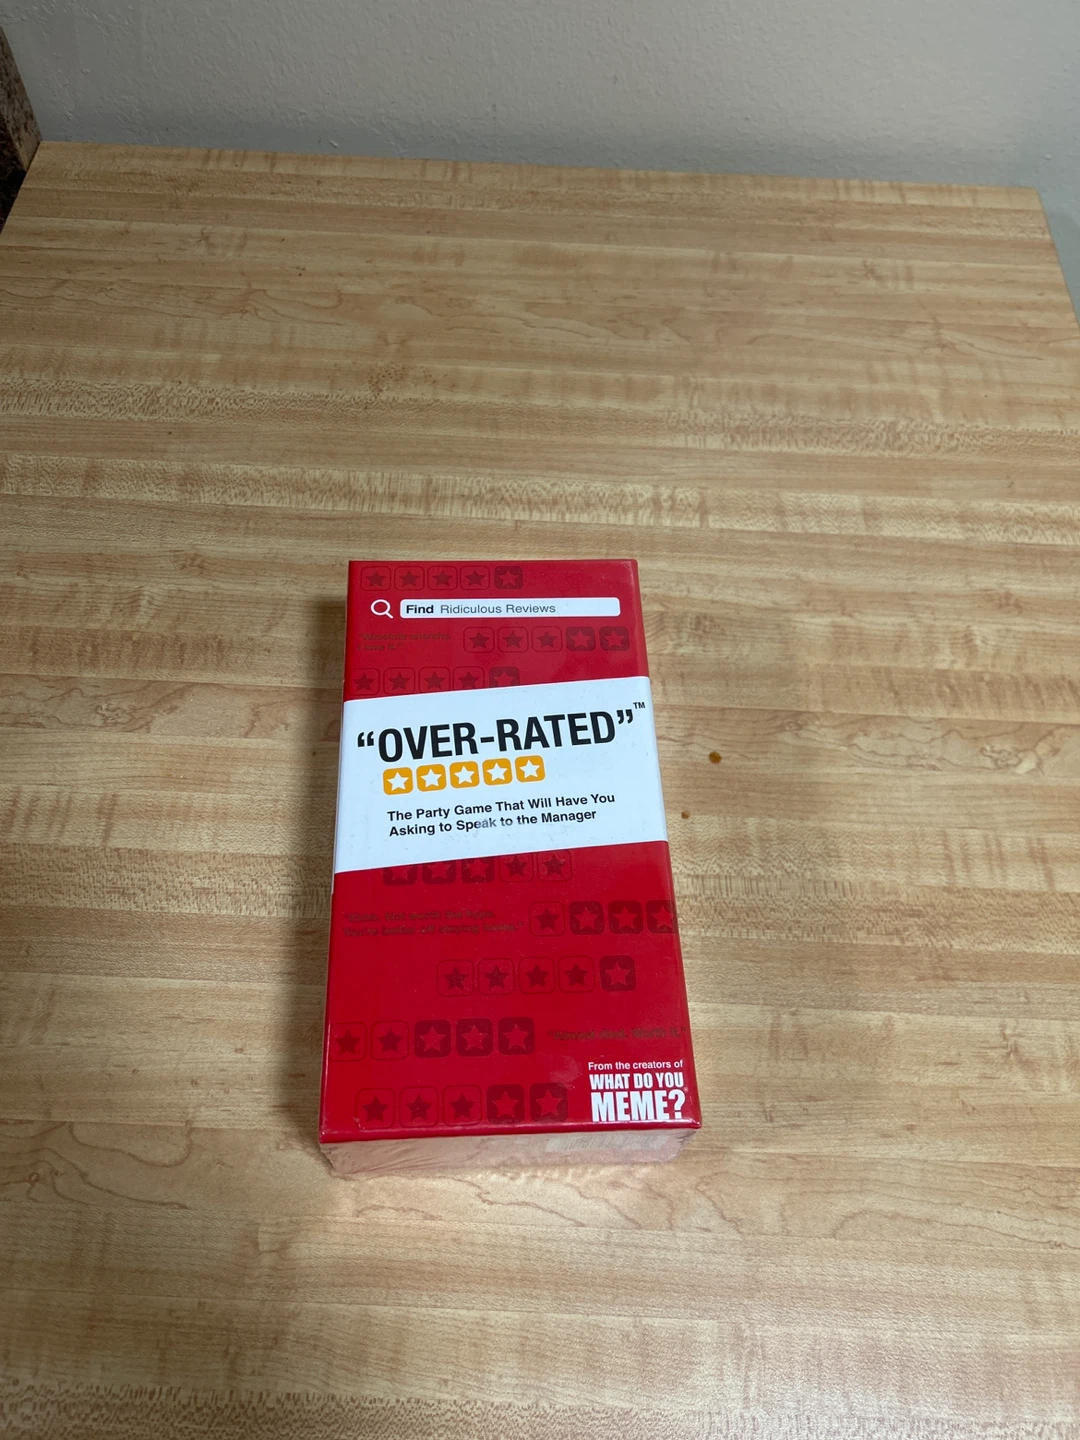 Find Ridiculous Reviews
“OVER-RATED”™
The Party Game That Will Have You
Asking to Speak to the Manager
From the creators of
WHAT DO YOU
MEME?